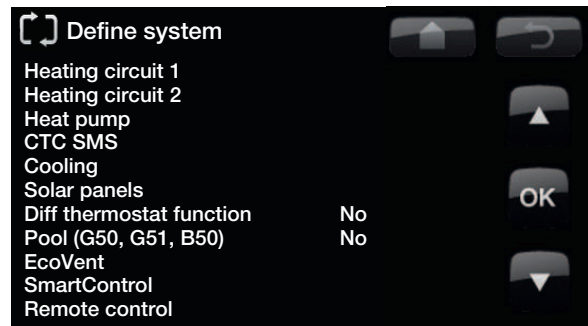 Define system
Heating circuit 1
Heating circuit 2
Heat pump
CTC SMS
Cooling
Solar panels
Diff thermostat function No
Pool (G50, G51, B50) No
EcoVent
SmartControl
Remote control
OK